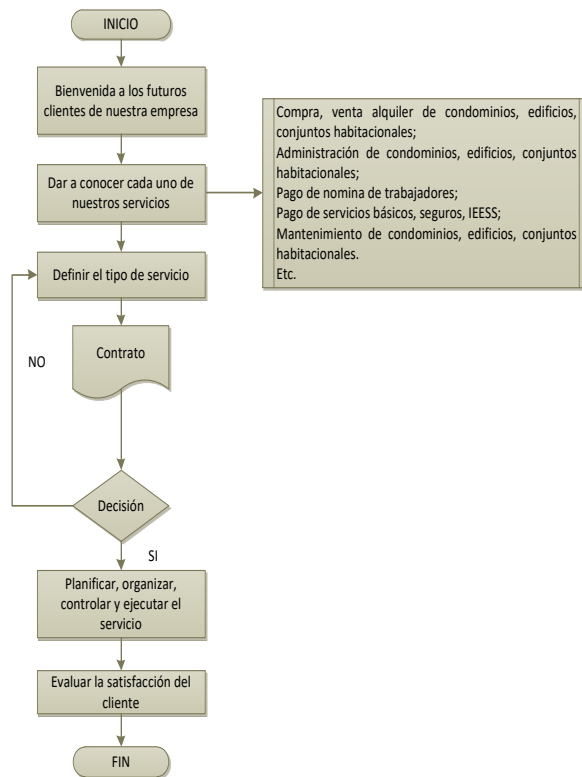 INICIO
Bienvenida a los futuros
clientes de nuestra empresa
Dar a conocer cada uno de
nuestros servicios
Compra, venta alquiler de condominios, edificios,
conjuntos habitacionales;
Administración de condominios, edificios, conjuntos
habitacionales;
Pago de nomina de trabajadores;
Pago de servicios básicos, seguros, IEESS;
Mantenimiento de condominios, edificios, conjuntos
habitacionales.
Etc.
Definir el tipo de servicio
Contrato
NO
Decisión
SI
Planificar, organizar,
controlar y ejecutar el
servicio
Evaluar la satisfacción del
cliente
FIN